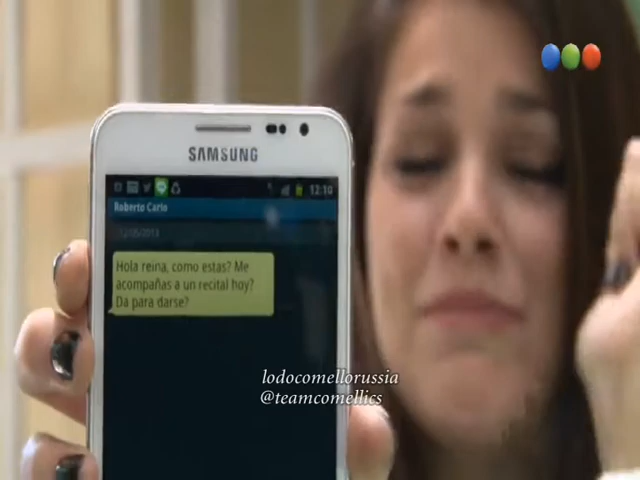 SAMSUNG
12:10
Roberto Carlo
Hola reina, como estas? Me
acompañas a un recital hoy?
Da para darse?
lodocomellorussia
@teamcomellics